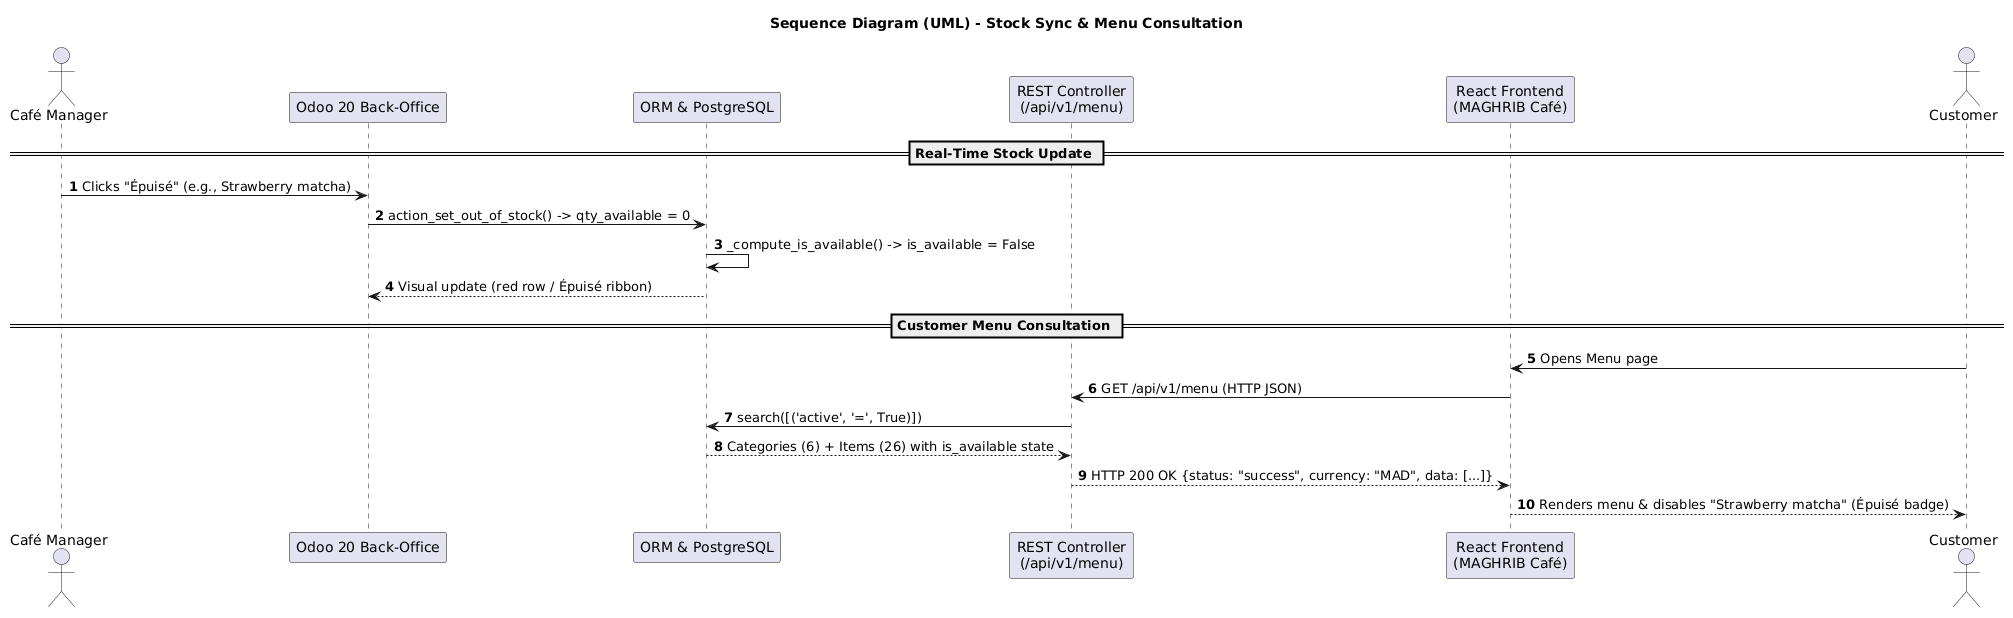 Sequence Diagram (UML) - Stock Sync & Menu Consultation
Café Manager
Odoo 20 Back-Office
ORM & PostgreSQL
REST Controller
(/api/v1/menu)
React Frontend
(MAGHRIB Café)
Customer
Real-Time Stock Update
1 Clicks "Épuisé" (e.g., Strawberry matcha)
2 action_set_out_of_stock() -> qty_available = 0
3 _compute_is_available() -> is_available = False
4 Visual update (red row / Épuisé ribbon)
Customer Menu Consultation
5 Opens Menu page
6 GET /api/v1/menu (HTTP JSON)
7 search([('active', '=', True)])
8 Categories (6) + Items (26) with is_available state
9 HTTP 200 OK {status: "success", currency: "MAD", data: [...]}
10 Renders menu & disables "Strawberry matcha" (Épuisé badge)
Café Manager
Odoo 20 Back-Office
ORM & PostgreSQL
REST Controller
(/api/v1/menu)
React Frontend
(MAGHRIB Café)
Customer